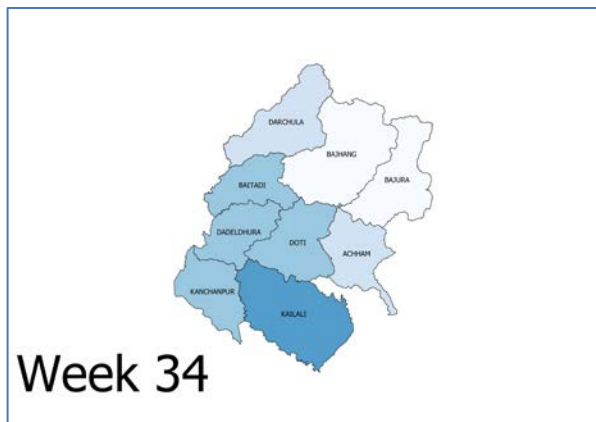 DARCHULA
BAJHANG
BAJURA
BAITADI
DADELDHURA
DOTI
ACHHAM
KANCHANPUR
KAILALI
Week 34